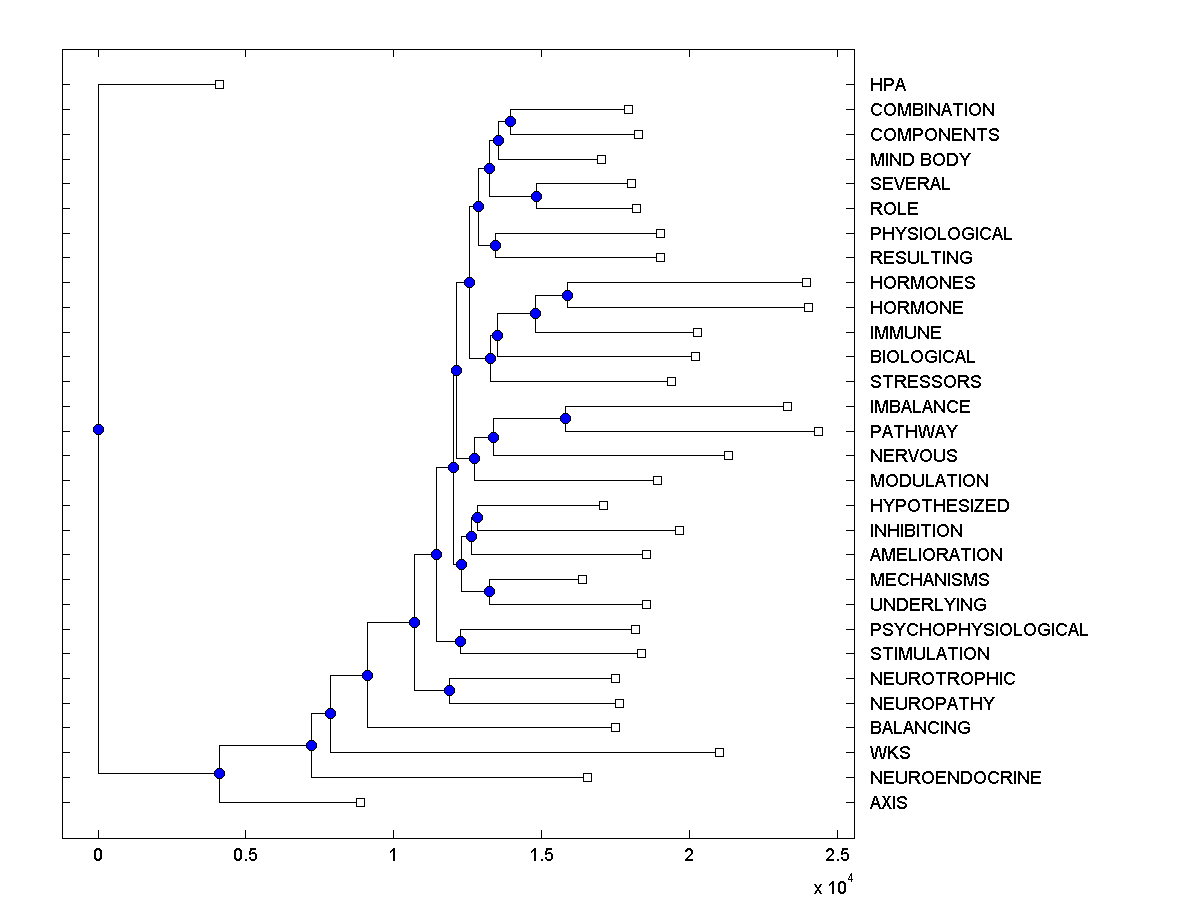 HPA
COMBINATION
COMPONENTS
MIND BODY
SEVERAL
ROLE
PHYSIOLOGICAL
RESULTING
HORMONES
HORMONE
IMMUNE
BIOLOGICAL
STRESSORS
IMBALANCE
PATHWAY
NERVOUS
MODULATION
HYPOTHESIZED
INHIBITION
AMELIORATION
MECHANISMS
UNDERLYING
PSYCHOPHYSIOLOGICAL
STIMULATION
NEUROTROPHIC
NEUROPATHY
BALANCING
WKS
NEUROENDOCRINE
AXIS
0 0.5 1 1.5 2 2.5
x 10^4